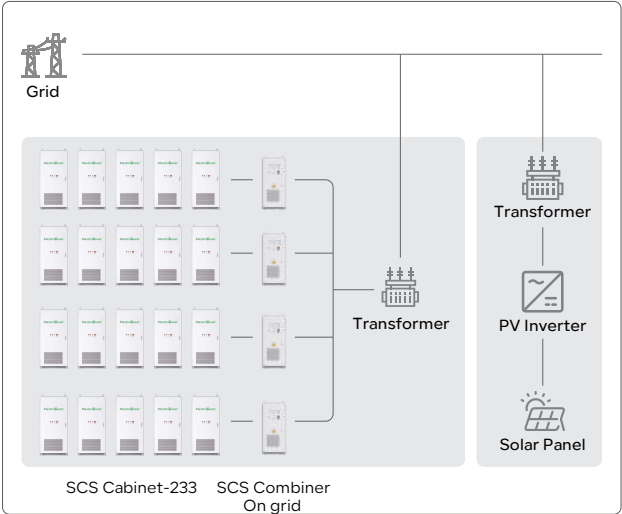 Grid
Transformer
Transformer
PV Inverter
Solar Panel
SCS Cabinet-233
SCS Combiner
On grid